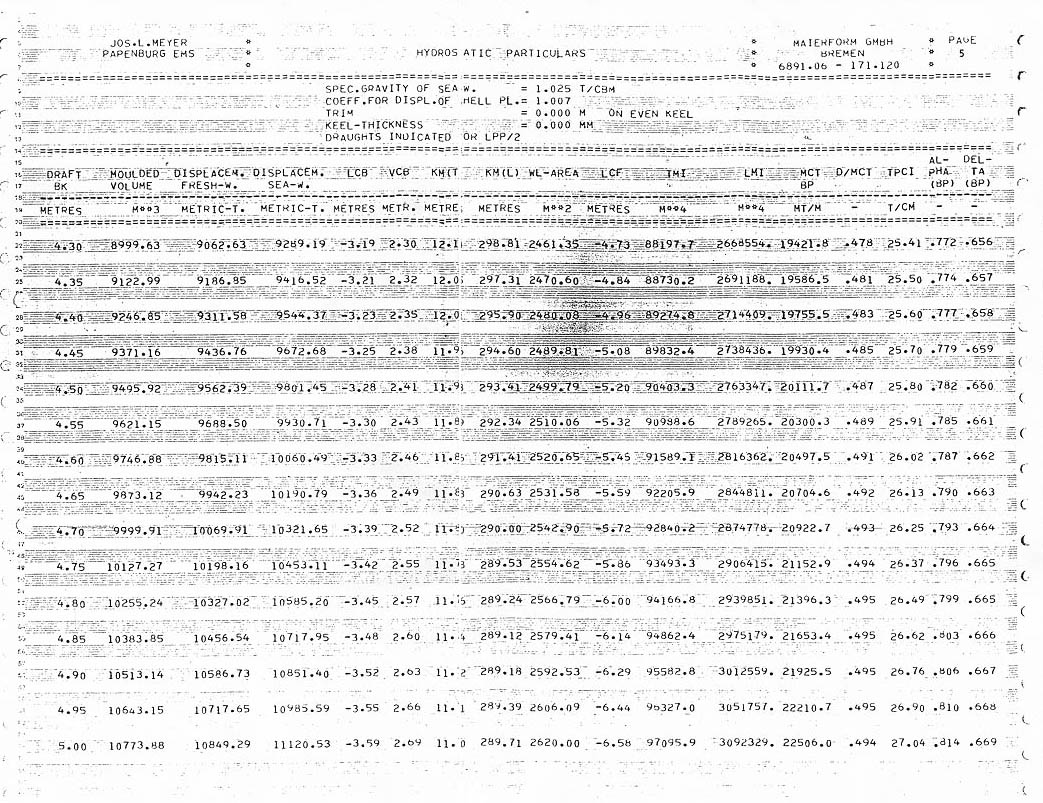 JOS.L.MEYER * MAIERFORM GMBH * PAGE
PAPENBURG EMS * HYDROS ATIC PARTICULARS * BREMEN * 5
* * 6891.06 - 171.120 *
SPEC.GRAVITY OF SEA W. = 1.025 T/CBM
COEFF.FOR DISPL.OF HELL PL.= 1.007
TRIM = 0.000 M ON EVEN KEEL
KEEL-THICKNESS = 0.000 MM
DRAUGHTS INDICATED OR LPP/2
AL- DEL-
DRAFT MOULDED DISPLACEM. DISPLACEM. LCB VCB KM(T KM(L) WL-AREA LCF TMI LMI MCT D/MCT TPCI PHA TA
BK VOLUME FRESH-W. SEA-W. BP (BP) (BP)
METRES M**3 METRIC-T. METRIC-T. METRES METR. METRE METRES M**2 METRES M**4 M**4 MT/M - T/CM - -
4.30 8999.63 9062.63 9289.19 -3.19 2.30 12.1 298.81 2461.35 -4.73 88197.7 2668554. 19421.8 .478 25.41 .772 .656
4.35 9122.99 9186.85 9416.52 -3.21 2.32 12.0 297.31 2470.60 -4.84 88730.2 2691188. 19586.5 .481 25.50 .774 .657
4.40 9246.85 9311.58 9544.37 -3.23 2.35 12.0 295.90 2480.08 -4.96 89274.8 2714409. 19755.5 .483 25.60 .777 .658
4.45 9371.16 9436.76 9672.68 -3.25 2.38 11.9 294.60 2489.81 -5.08 89832.4 2738436. 19930.4 .485 25.70 .779 .659
4.50 9495.92 9562.39 9801.45 -3.28 2.41 11.9 293.41 2499.79 -5.20 90403.3 2763347. 20111.7 .487 25.80 .782 .660
4.55 9621.15 9688.50 9930.71 -3.30 2.43 11.8 292.34 2510.06 -5.32 90988.6 2789265. 20300.3 .489 25.91 .785 .661
4.60 9746.88 9815.11 10060.49 -3.33 2.46 11.8 291.41 2520.65 -5.45 91589.1 2816362. 20497.5 .491 26.02 .787 .662
4.65 9873.12 9942.23 10190.79 -3.36 2.49 11.8 290.63 2531.58 -5.59 92205.9 2844811. 20704.6 .492 26.13 .790 .663
4.70 9999.91 10069.91 10321.65 -3.39 2.52 11. 290.00 2542.90 -5.72 92840.2 2874778. 20922.7 .493 26.25 .793 .664
4.75 10127.27 10198.16 10453.11 -3.42 2.55 11. 289.53 2554.62 -5.86 93493.3 2906415. 21152.9 .494 26.37 .796 .665
4.80 10255.24 10327.02 10585.20 -3.45 2.57 11. 289.24 2566.79 -6.00 94166.8 2939851. 21396.3 .495 26.49 .799 .665
4.85 10383.85 10456.54 10717.95 -3.48 2.60 11. 289.12 2579.41 -6.14 94862.4 2975179. 21653.4 .495 26.62 .803 .666
4.90 10513.14 10586.73 10851.40 -3.52 2.63 11. 289.18 2592.53 -6.29 95582.8 3012559. 21925.5 .495 26.76 .806 .667
4.95 10643.15 10717.65 10985.59 -3.55 2.66 11. 289.39 2606.09 -6.44 96327.0 3051757. 22210.7 .495 26.90 .810 .668
5.00 10773.88 10849.29 11120.53 -3.59 2.69 11. 289.71 2620.00 -6.58 97095.9 3092329. 22506.0 .494 27.04 .814 .669